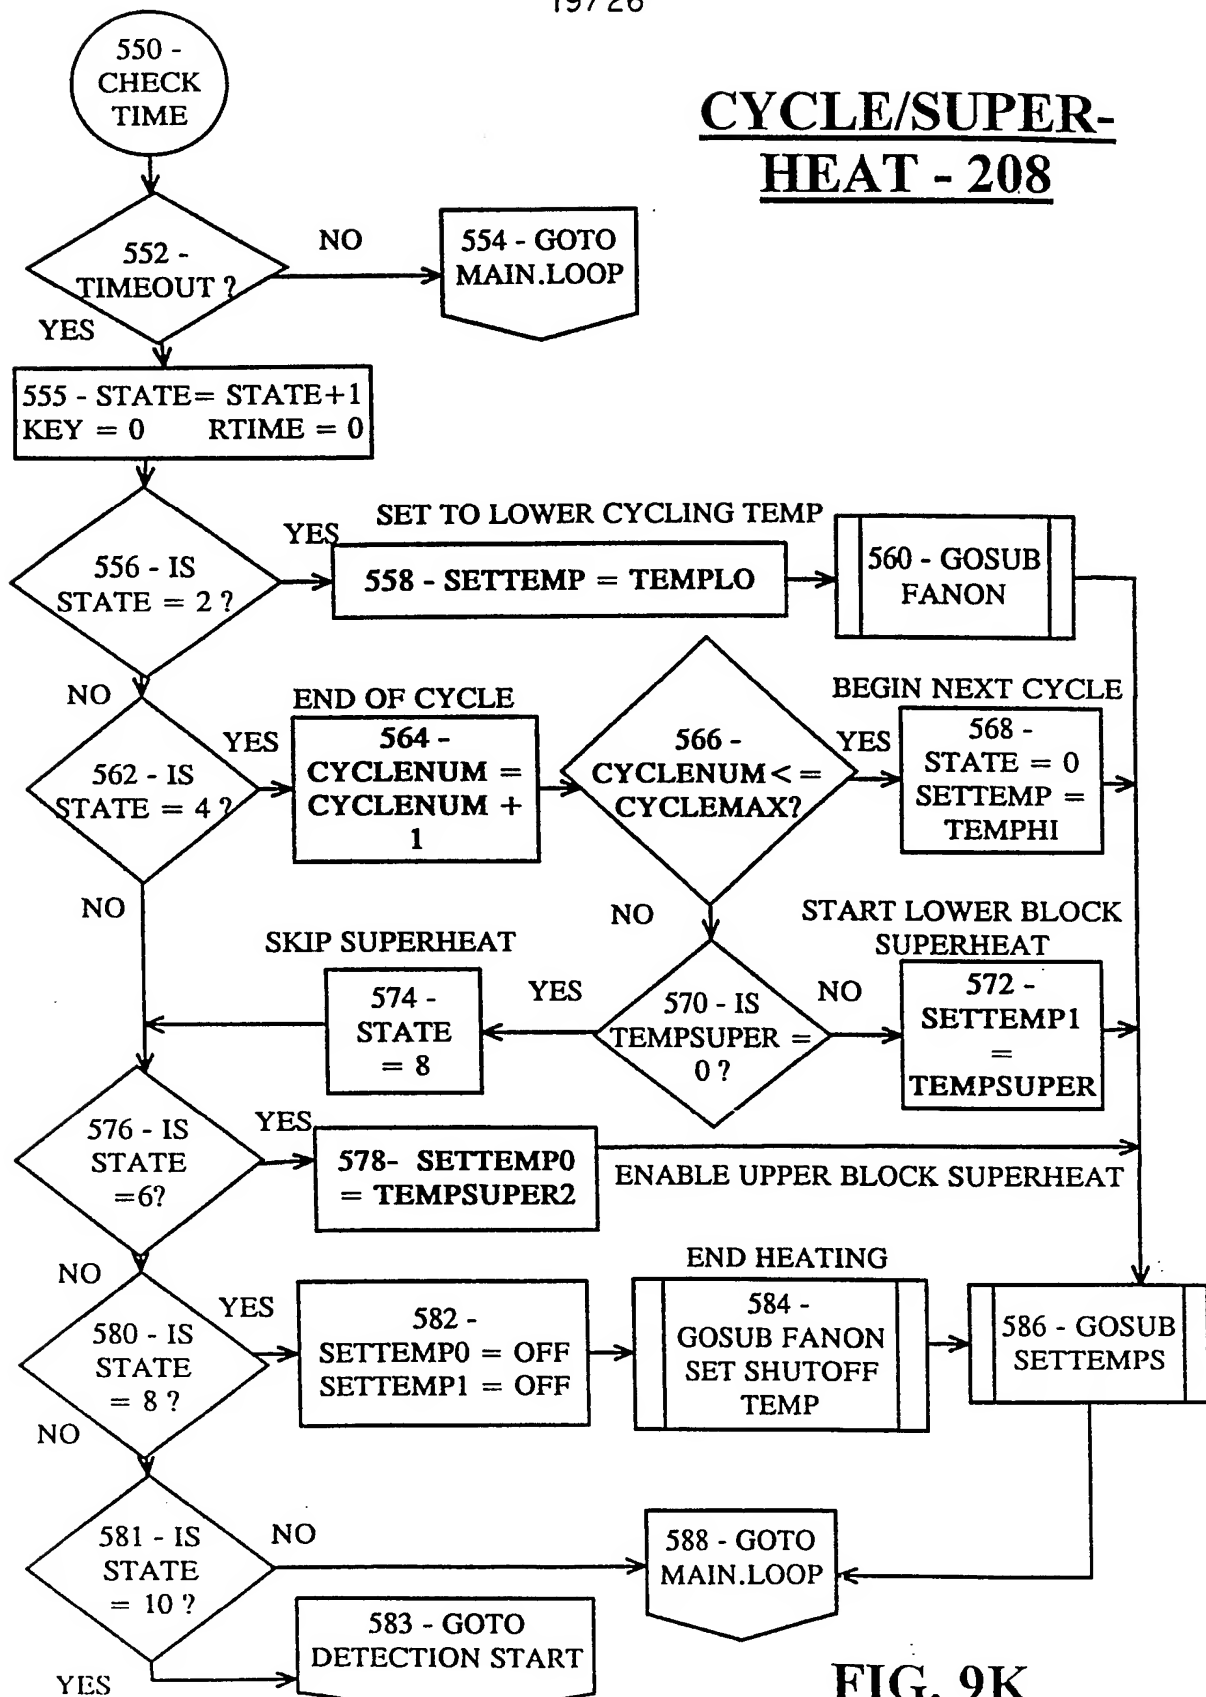 19/26
550 -
CHECK
TIME
CYCLE/SUPER-
HEAT - 208
552 -
TIMEOUT ?
NO
554 - GOTO
MAIN.LOOP
YES
555 - STATE= STATE+1
KEY = 0 RTIME = 0
556 - IS
STATE = 2 ?
YES
SET TO LOWER CYCLING TEMP
558 - SETTEMP = TEMPLO
560 - GOSUB
FANON
NO
562 - IS
STATE = 4 ?
YES
END OF CYCLE
564 -
CYCLENUM =
CYCLENUM +
1
566 -
CYCLENUM < =
CYCLEMAX?
YES
BEGIN NEXT CYCLE
568 -
STATE = 0
SETTEMP =
TEMPHI
NO
NO
SKIP SUPERHEAT
574 -
STATE
= 8
YES
570 - IS
TEMPSUPER =
0 ?
NO
START LOWER BLOCK
SUPERHEAT
572 -
SETTEMP1
=
TEMPSUPER
576 - IS
STATE
=6?
YES
578- SETTEMP0
= TEMPSUPER2
ENABLE UPPER BLOCK SUPERHEAT
NO
580 - IS
STATE
= 8 ?
YES
582 -
SETTEMP0 = OFF
SETTEMP1 = OFF
END HEATING
584 -
GOSUB FANON
SET SHUTOFF
TEMP
586 - GOSUB
SETTEMPS
NO
581 - IS
STATE
= 10 ?
NO
588 - GOTO
MAIN.LOOP
YES
583 - GOTO
DETECTION START
FIG. 9K